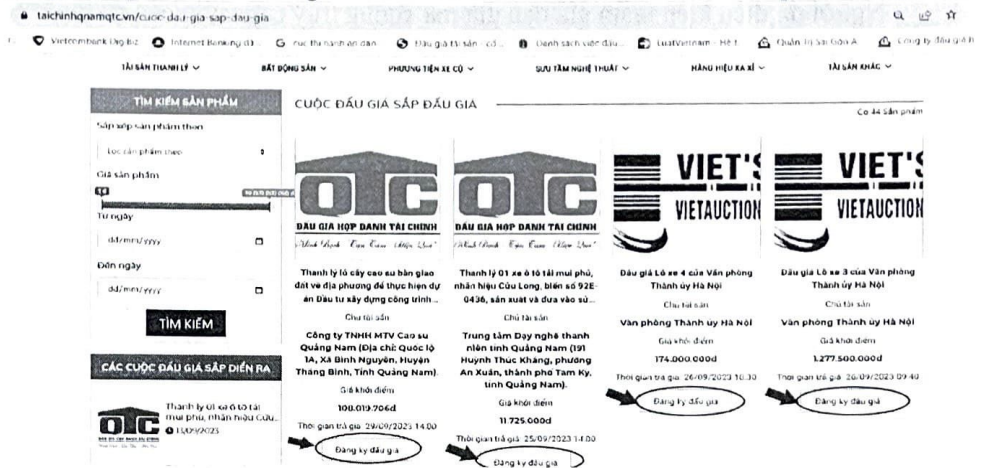 taichinhqnamqtc.vn/cuoc-dau-gia-sap-dau-gia
Vietcombank Digi Biz
Internet Banking
Đấu giá tài sản
Danh sách việc đấu
LuatVietnam
TÀI SẢN THANH LÝ
BẤT ĐỘNG SẢN
PHƯƠNG TIỆN XE CỘ
SƯU TẦM NGHỆ THUẬT
HÀNG HIỆU XA XỈ
TÀI SẢN KHÁC
TÌM KIẾM SẢN PHẨM
Sắp xếp sản phẩm theo
Lọc sản phẩm theo
Giá sản phẩm
Từ ngày
dd/mm/yyyy
Đến ngày
dd/mm/yyyy
TÌM KIẾM
CÁC CUỘC ĐẤU GIÁ SẮP DIỄN RA
Thanh lý 01 xe ô tô tải
mui phủ, nhãn hiệu Cửu...
11/09/2023
CUỘC ĐẤU GIÁ SẮP ĐẤU GIÁ
Có 44 Sản phẩm
QTC
ĐẤU GIÁ HỢP DANH TÀI CHÍNH
Thanh lý lô cây cao su bàn giao
đất về địa phương để thực hiện dự
án Đầu tư xây dựng công trình...
Chủ tài sản
Công ty TNHH MTV Cao su
Quảng Nam (Địa chỉ: Quốc lộ
1A, Xã Bình Nguyên, Huyện
Thăng Bình, Tỉnh Quảng Nam).
Giá khởi điểm
108.019.706đ
Thời gian trả giá: 29/09/2023 14:00
Đăng ký đấu giá
QTC
ĐẤU GIÁ HỢP DANH TÀI CHÍNH
Thanh lý 01 xe ô tô tải mui phủ,
nhãn hiệu Cửu Long, biển số 92E-
0436, sản xuất và đưa vào sử...
Chủ tài sản
Trung tâm Dạy nghề thanh
niên tỉnh Quảng Nam (191
Huỳnh Thúc Kháng, phường
An Xuân, thành phố Tam Kỳ,
tỉnh Quảng Nam).
Giá khởi điểm
11.725.000đ
Thời gian trả giá: 25/09/2023 14:00
Đăng ký đấu giá
VIET'S
VIETAUCTION
Đấu giá Lô xe 4 của Văn phòng
Thành ủy Hà Nội
Chủ tài sản
Văn phòng Thành ủy Hà Nội
Giá khởi điểm
174.000.000đ
Thời gian trả giá: 26/09/2023 10:30
Đăng ký đấu giá
VIET'S
VIETAUCTION
Đấu giá Lô xe 3 của Văn phòng
Thành ủy Hà Nội
Chủ tài sản
Văn phòng Thành ủy Hà Nội
Giá khởi điểm
1.277.500.000đ
Thời gian trả giá: 26/09/2023 09:40
Đăng ký đấu giá